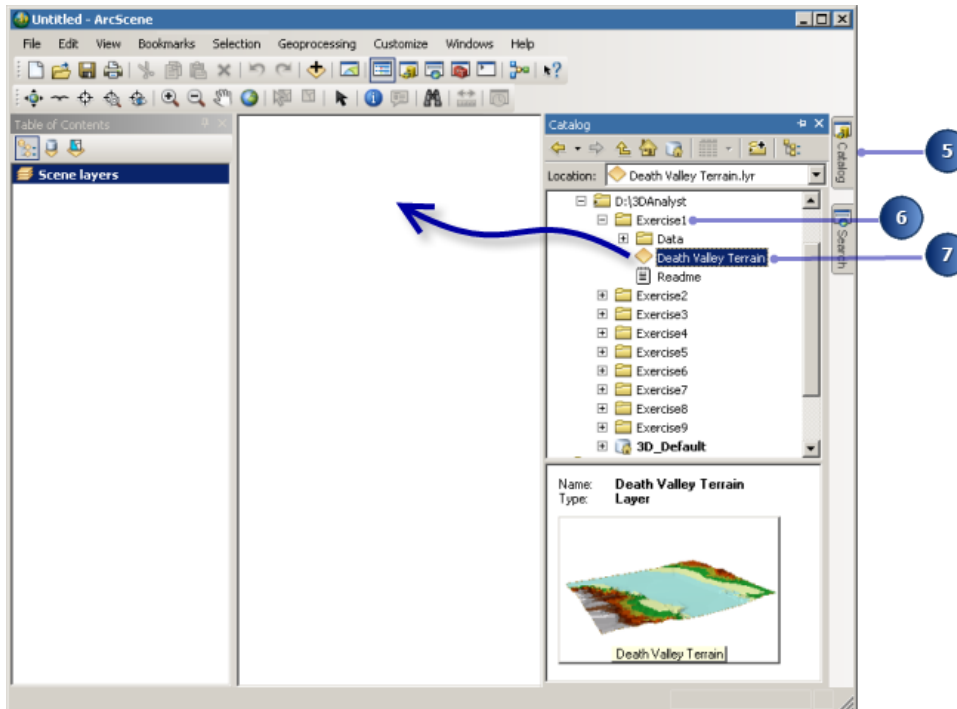 Untitled - ArcScene
File Edit View Bookmarks Selection Geoprocessing Customize Windows Help
Table of Contents
Scene layers
Catalog
Location: Death Valley Terrain.lyr
D:\3DAnalyst
Exercise1
Data
Death Valley Terrain
Readme
Exercise2
Exercise3
Exercise4
Exercise5
Exercise6
Exercise7
Exercise8
Exercise9
3D_Default
Name: Death Valley Terrain
Type: Layer
Death Valley Terrain
Catalog
Search
5
6
7